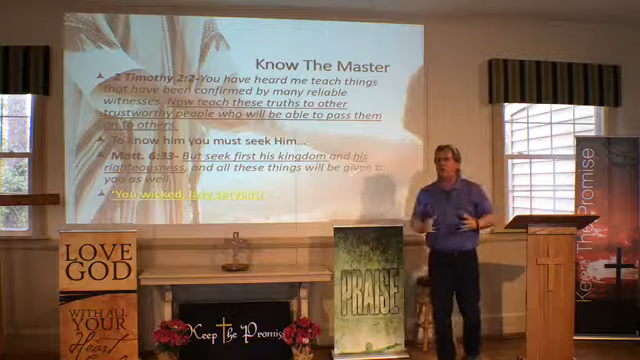 Know The Master
2 Timothy 2:2-You have heard me teach things
that have been confirmed by many reliable
witnesses. Now teach these truths to other
trustworthy people who will be able to pass them
on to others.
To know him you must seek Him...
Matt. 6:33- But seek first his kingdom and his
righteousness, and all these things will be given to
you as well.
"You wicked, lazy servant!
LOVE
GOD
WITH ALL
YOUR
Heart
Keep The Promise
PRAISE
Keep The Promise